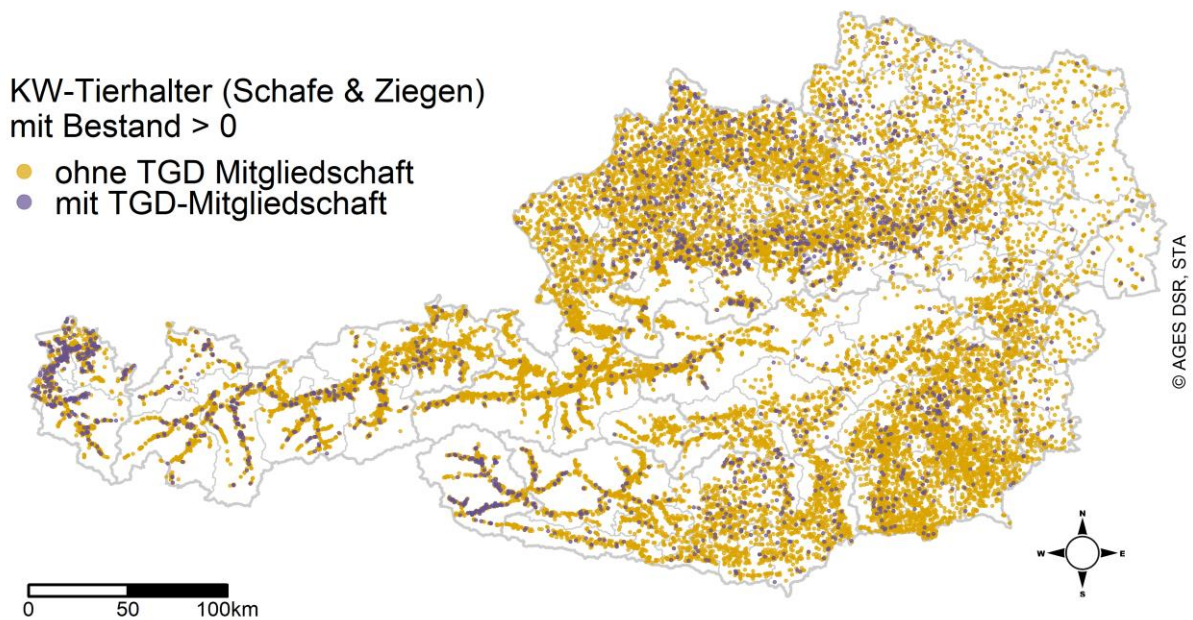 KW-Tierhalter (Schafe & Ziegen)
mit Bestand > 0
ohne TGD Mitgliedschaft
mit TGD-Mitgliedschaft
© AGES DSR, STA
N
W
E
S
0 50 100km